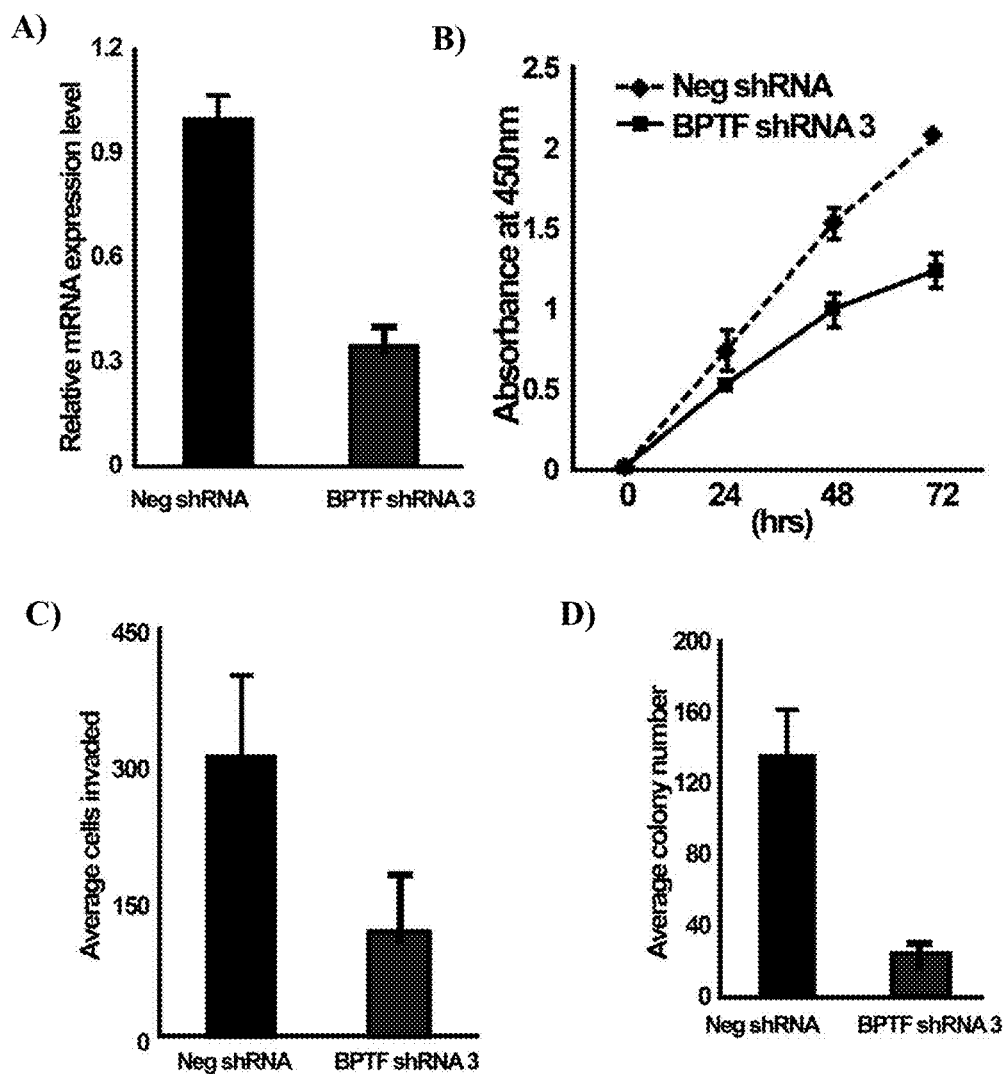 A)
Relative mRNA expression level
1.2
0.9
0.6
0.3
0
Neg shRNA
BPTF shRNA 3
B)
Absorbance at 450nm
2.5
2
1.5
1
0.5
0
Neg shRNA
BPTF shRNA 3
0 24 48 72
(hrs)
C)
Average cells invaded
450
300
150
0
Neg shRNA
BPTF shRNA 3
D)
Average colony number
200
160
120
80
40
0
Neg shRNA
BPTF shRNA 3